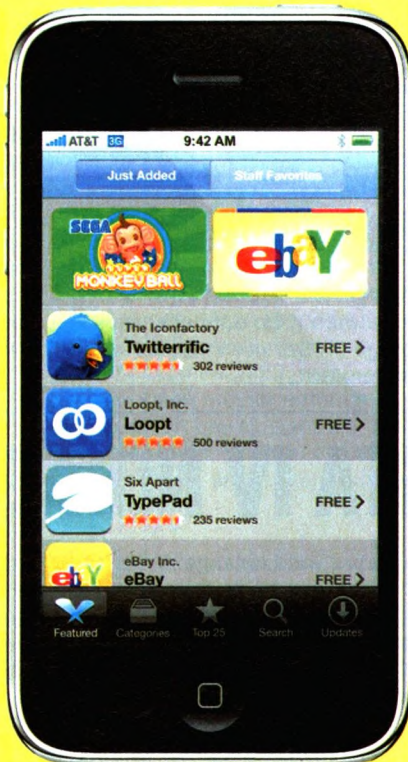 AT&T 3G 9:42 AM
Just Added Staff Favorites
SEGA
MONKEY BALL
ebaY
The Iconfactory
Twitterrific FREE
302 reviews
Loopt, Inc.
Loopt FREE
500 reviews
Six Apart
TypePad FREE
235 reviews
eBay Inc.
eBay FREE
Featured Categories Top 25 Search Updates